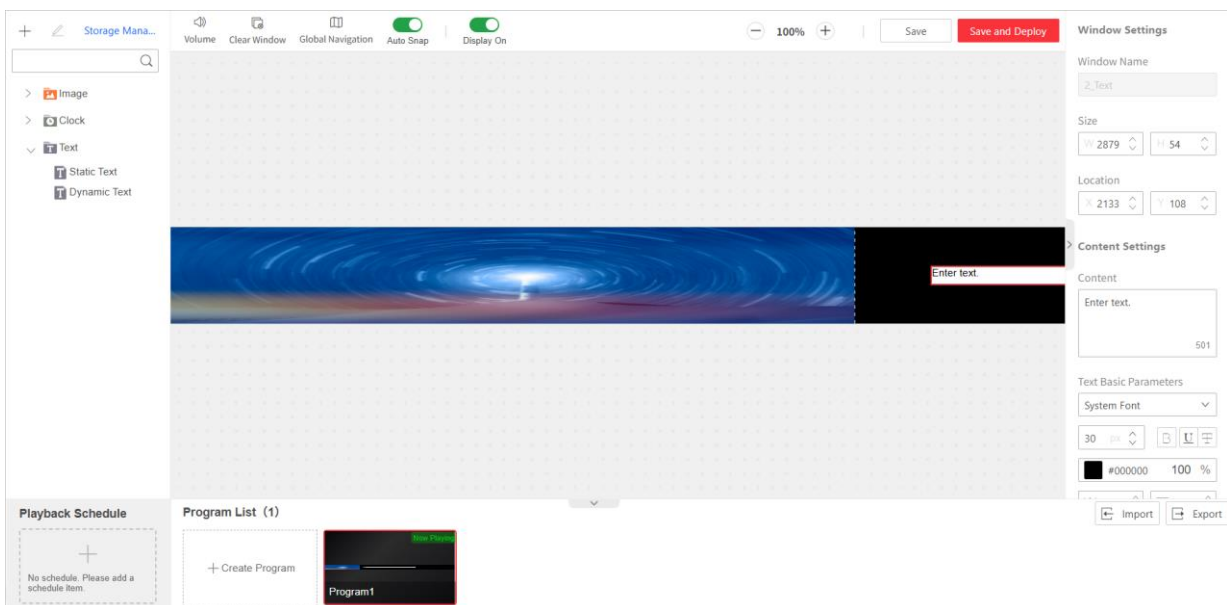 Storage Mana...
Volume
Clear Window
Global Navigation
Auto Snap
Display On
100%
Save
Save and Deploy
Image
Clock
Text
Static Text
Dynamic Text
Enter text.
Window Settings
Window Name
2_Text
Size
W 2879
H 54
Location
X 2133
Y 108
Content Settings
Content
Enter text.
501
Text Basic Parameters
System Font
30 px
B U T
#000000 100 %
Playback Schedule
No schedule. Please add a
schedule item.
Program List (1)
Import
Export
Create Program
Now Playing
Program1